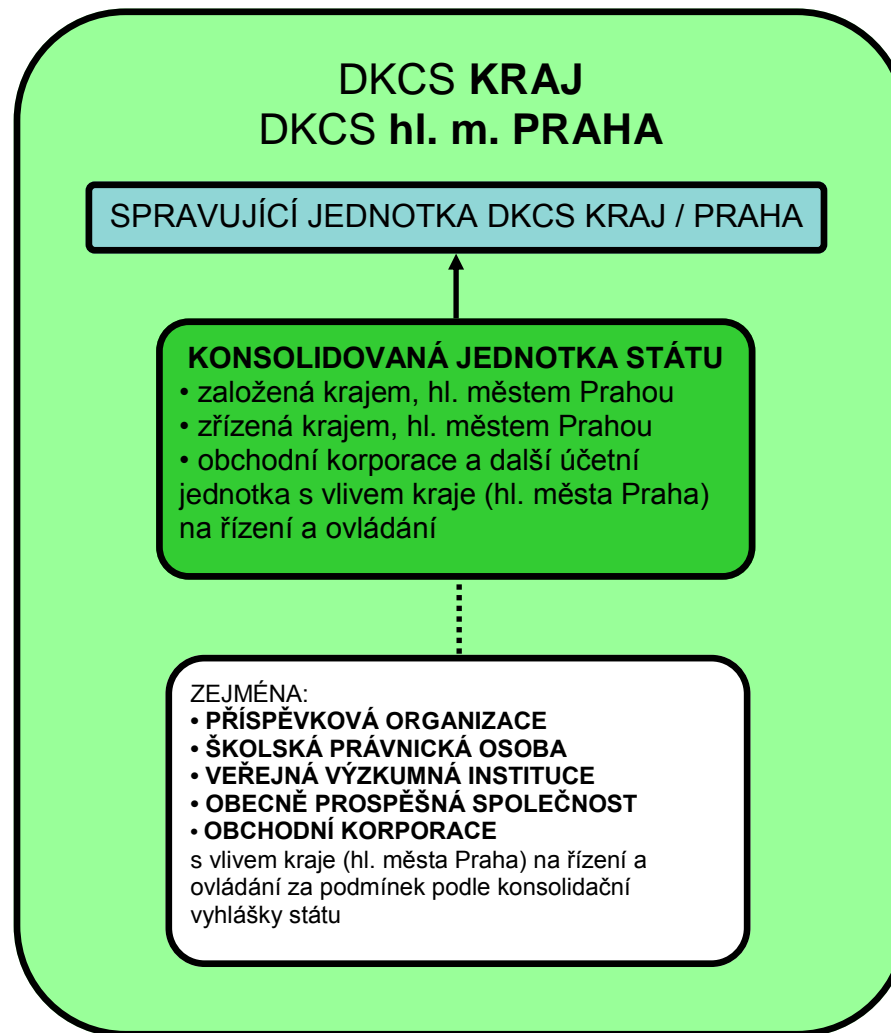 DKCS KRAJ
DKCS hl. m. PRAHA
SPRAVUJÍCÍ JEDNOTKA DKCS KRAJ / PRAHA
KONSOLIDOVANÁ JEDNOTKA STÁTU
• založená krajem, hl. městem Prahou
• zřízená krajem, hl. městem Prahou
• obchodní korporace a další účetní
jednotka s vlivem kraje (hl. města Praha)
na řízení a ovládání
ZEJMÉNA:
• PŘÍSPĚVKOVÁ ORGANIZACE
• ŠKOLSKÁ PRÁVNICKÁ OSOBA
• VEŘEJNÁ VÝZKUMNÁ INSTITUCE
• OBECNĚ PROSPĚŠNÁ SPOLEČNOST
• OBCHODNÍ KORPORACE
s vlivem kraje (hl. města Praha) na řízení a
ovládání za podmínek podle konsolidační
vyhlášky státu